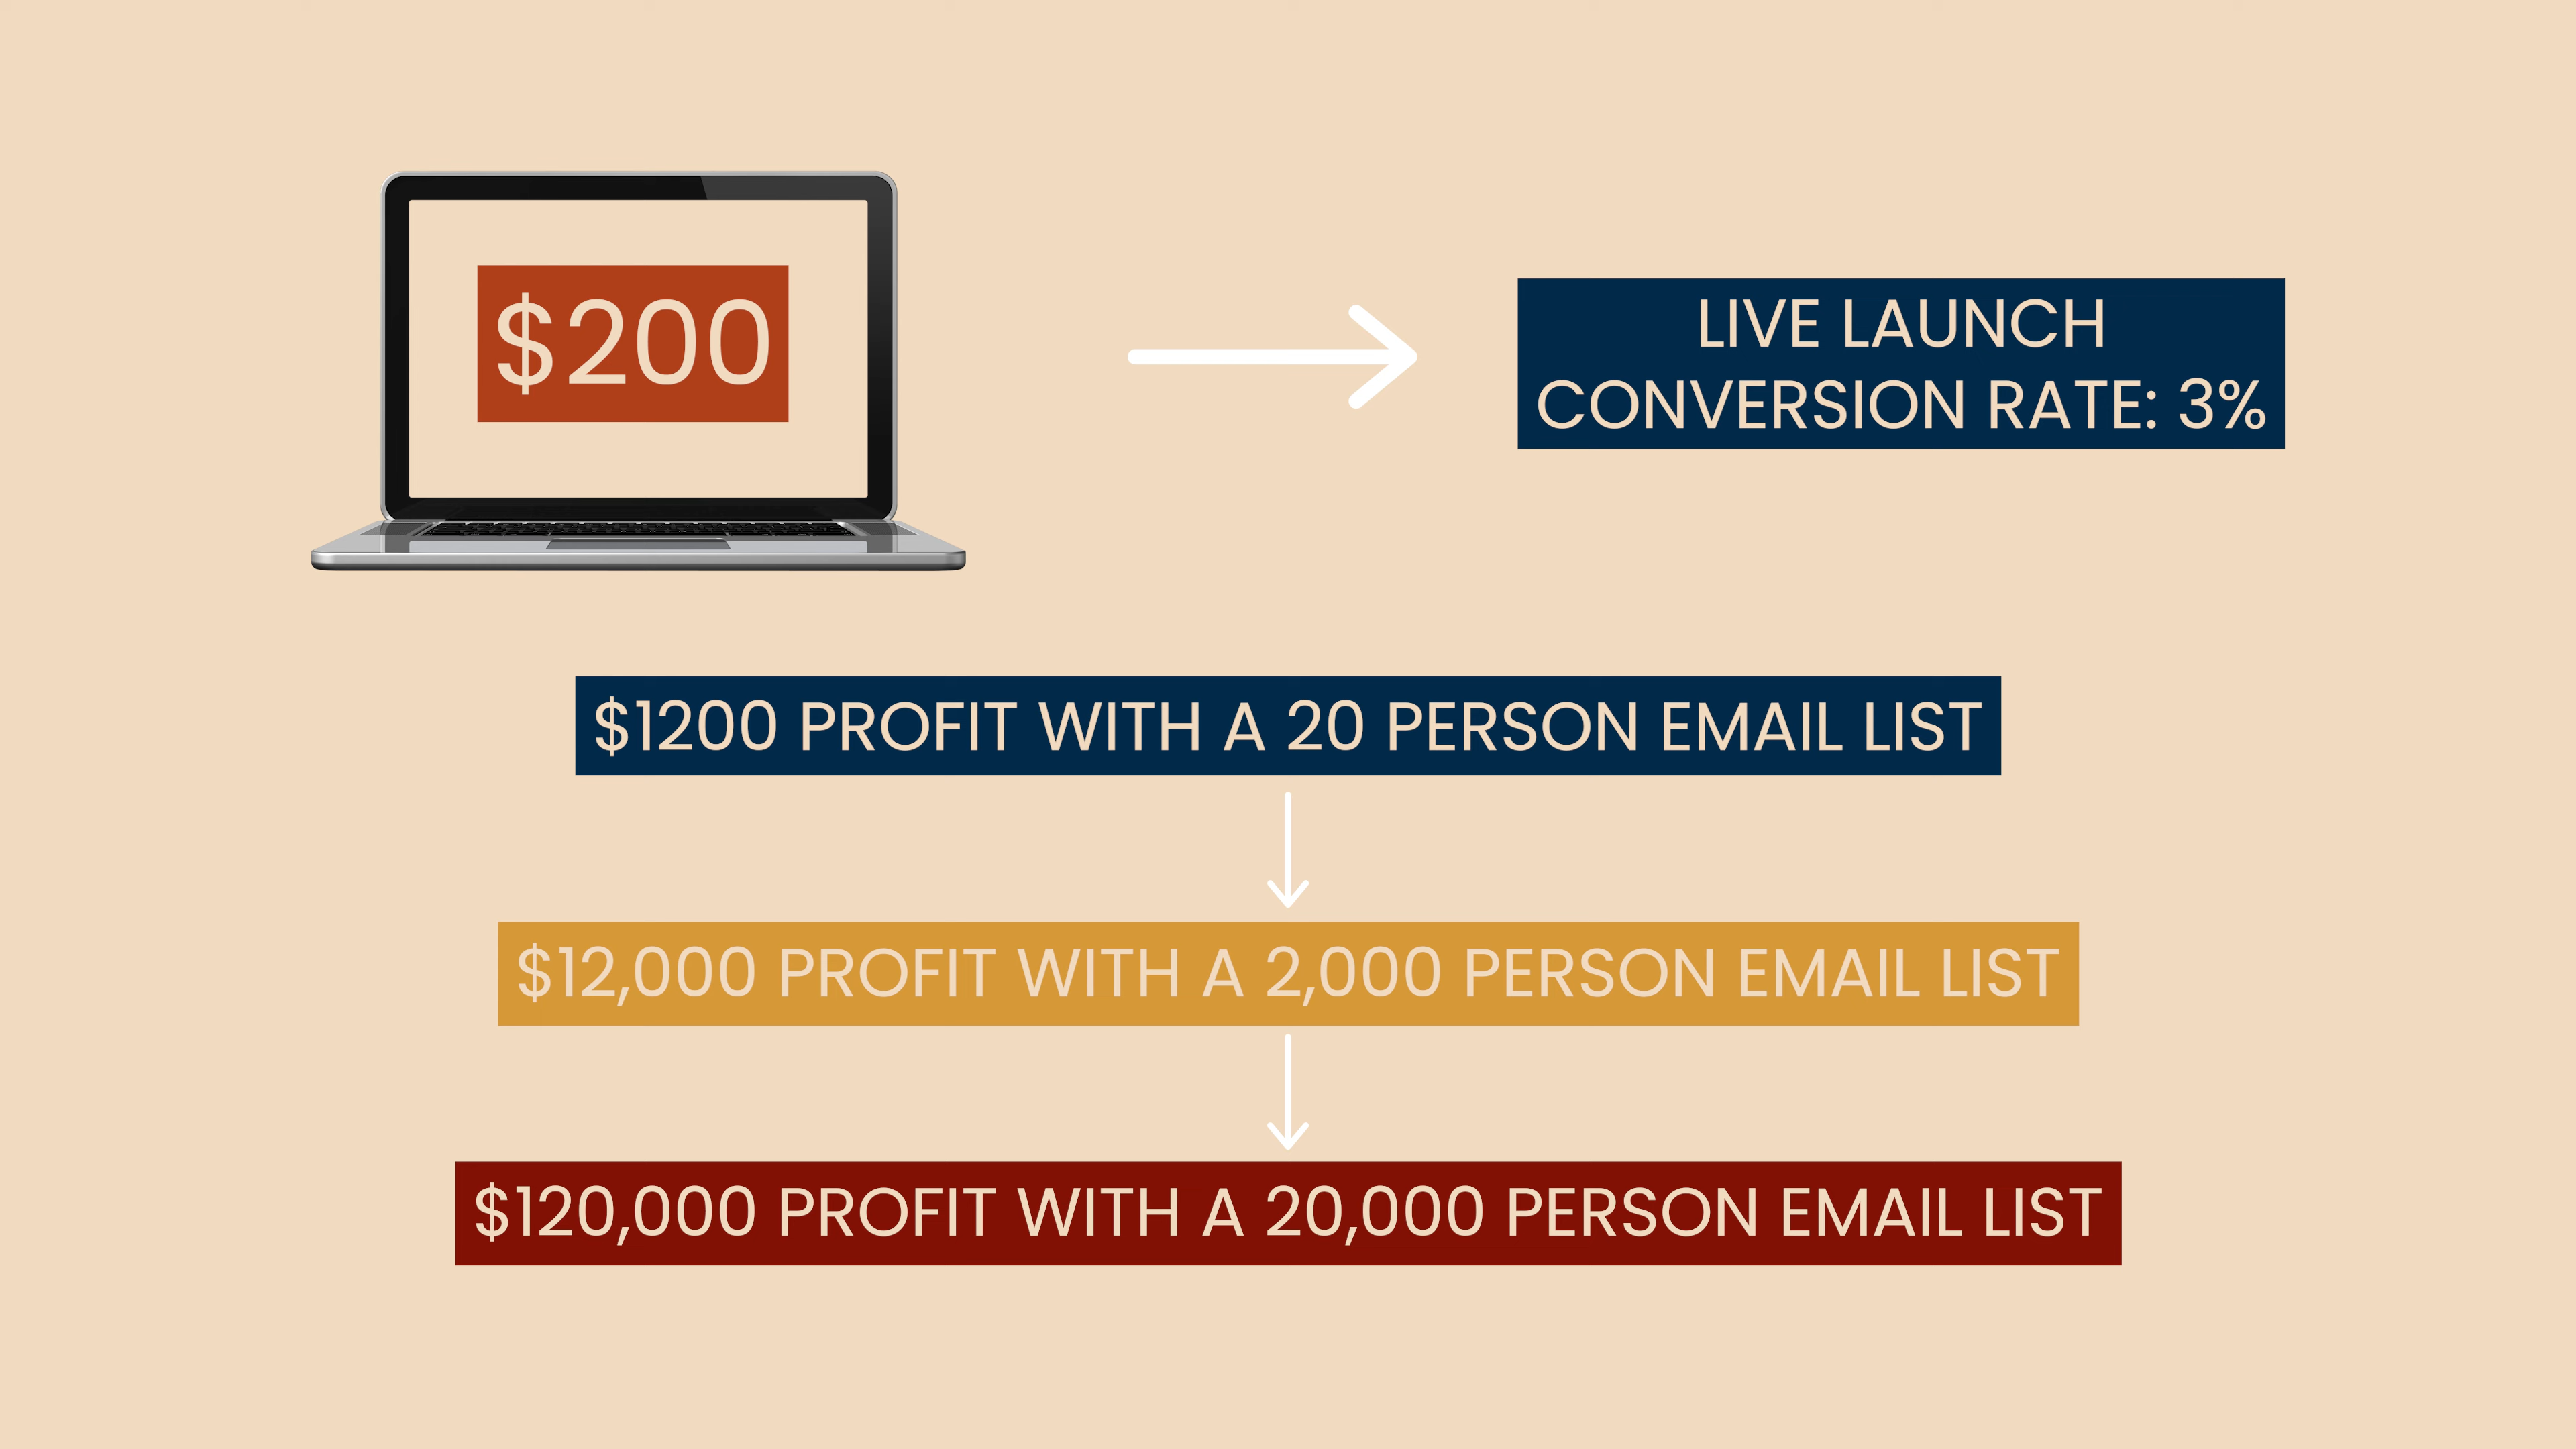 $200
LIVE LAUNCH
CONVERSION RATE: 3%
$1200 PROFIT WITH A 20 PERSON EMAIL LIST
$12,000 PROFIT WITH A 2,000 PERSON EMAIL LIST
$120,000 PROFIT WITH A 20,000 PERSON EMAIL LIST